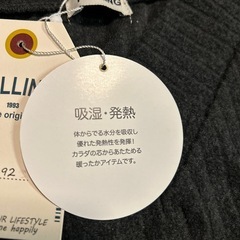 LLING
1993
吸湿・発熱
体からでる水分を吸収し
優れた発熱性を発揮!
カラダの芯からあたためる
暖ったかアイテムです。
92
LIFESTYLE
happily